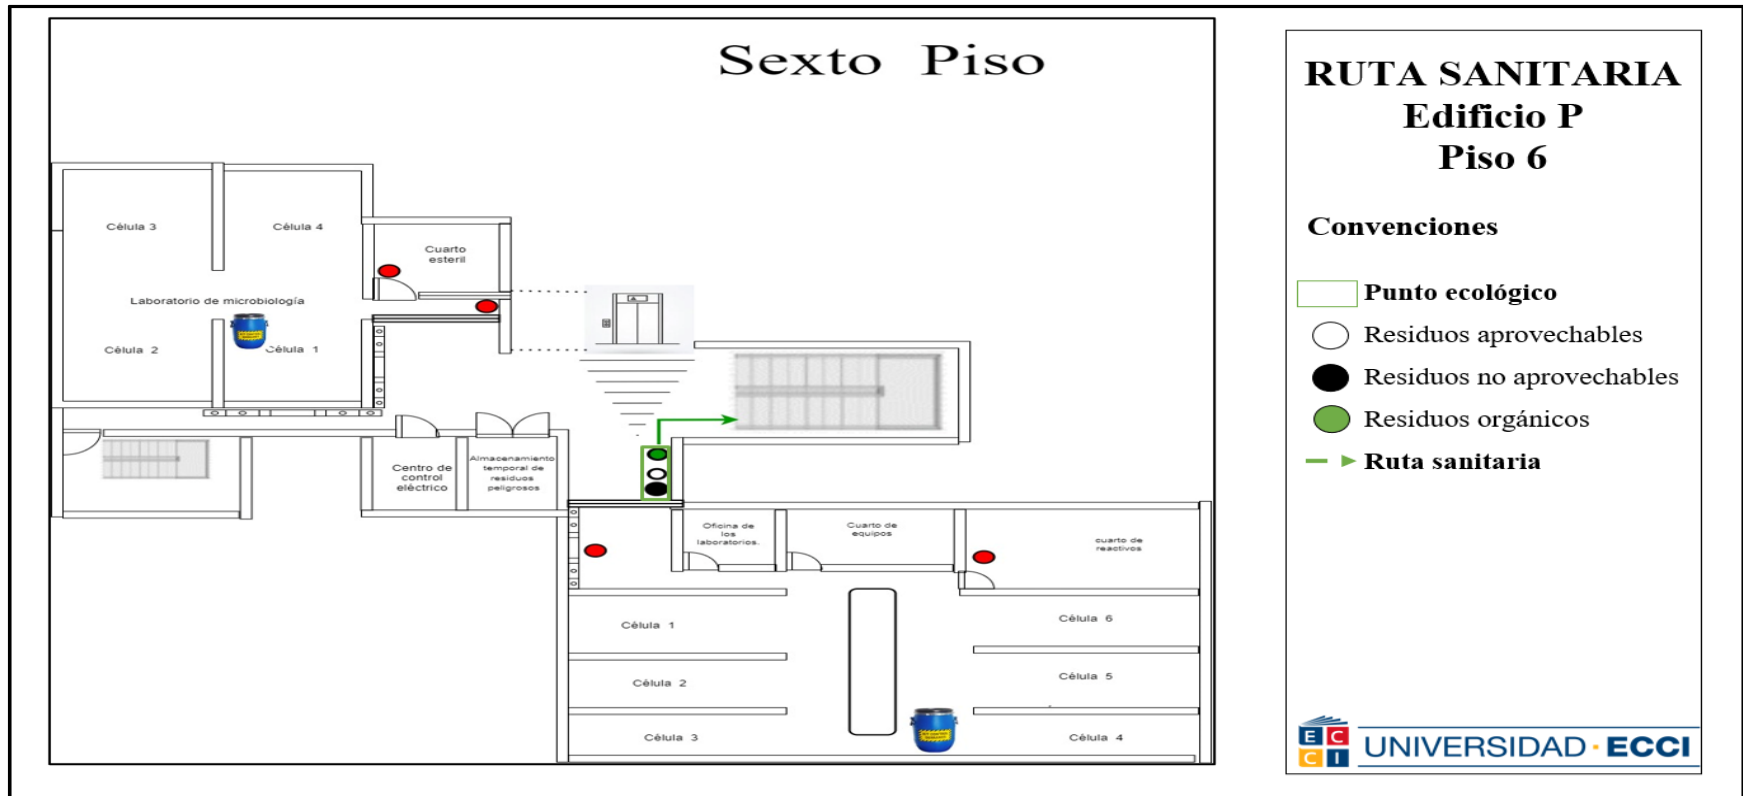 Sexto Piso
Célula 3
Célula 4
Cuarto
esteril
Laboratorio de microbiología
Célula 2
Célula 1
Centro de
control
eléctrico
Almacenamiento
temporal de
residuos
peligrosos
Oficina de
los
laboratorios.
Cuarto de
equipos
cuarto de
reactivos
Célula 1
Célula 6
Célula 2
Célula 5
Célula 3
Célula 4
RUTA SANITARIA
Edificio P
Piso 6
Convenciones
Punto ecológico
Residuos aprovechables
Residuos no aprovechables
Residuos orgánicos
Ruta sanitaria
E C
C I
UNIVERSIDAD · ECCI